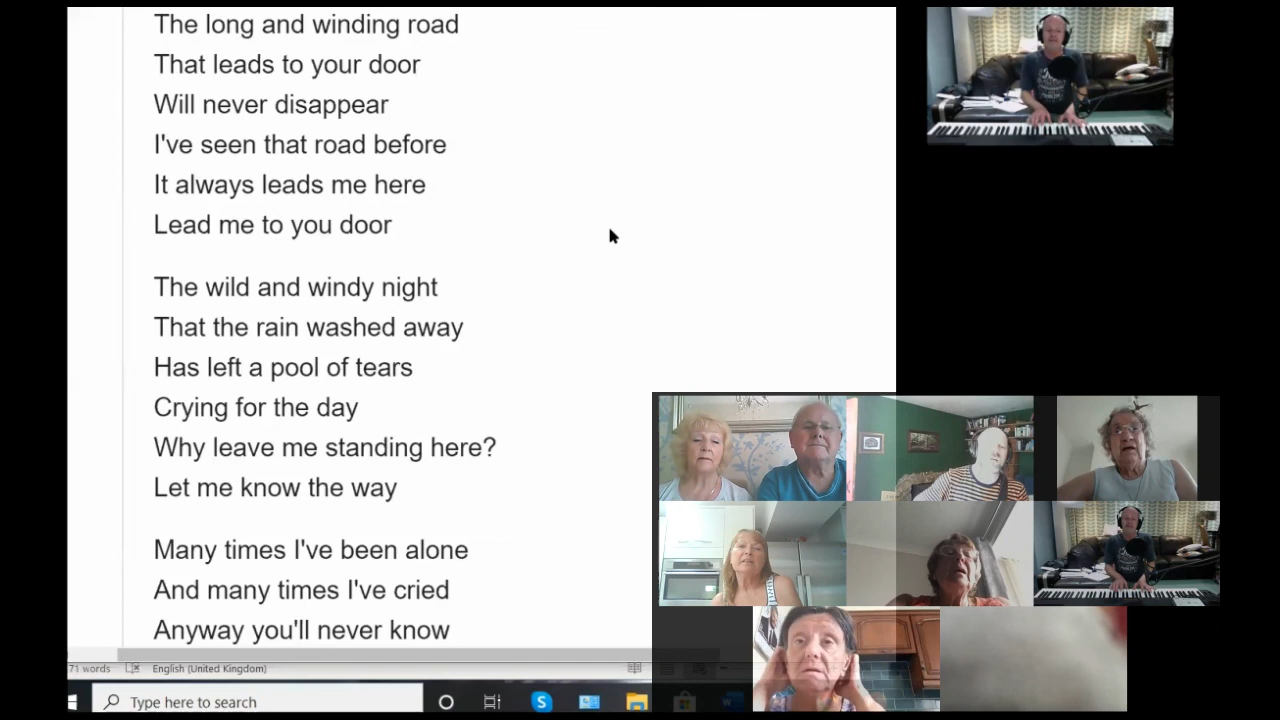 The long and winding road
That leads to your door
Will never disappear
I've seen that road before
It always leads me here
Lead me to you door
The wild and windy night
That the rain washed away
Has left a pool of tears
Crying for the day
Why leave me standing here?
Let me know the way
Many times I've been alone
And many times I've cried
Anyway you'll never know
71 words
English (United Kingdom)
Type here to search